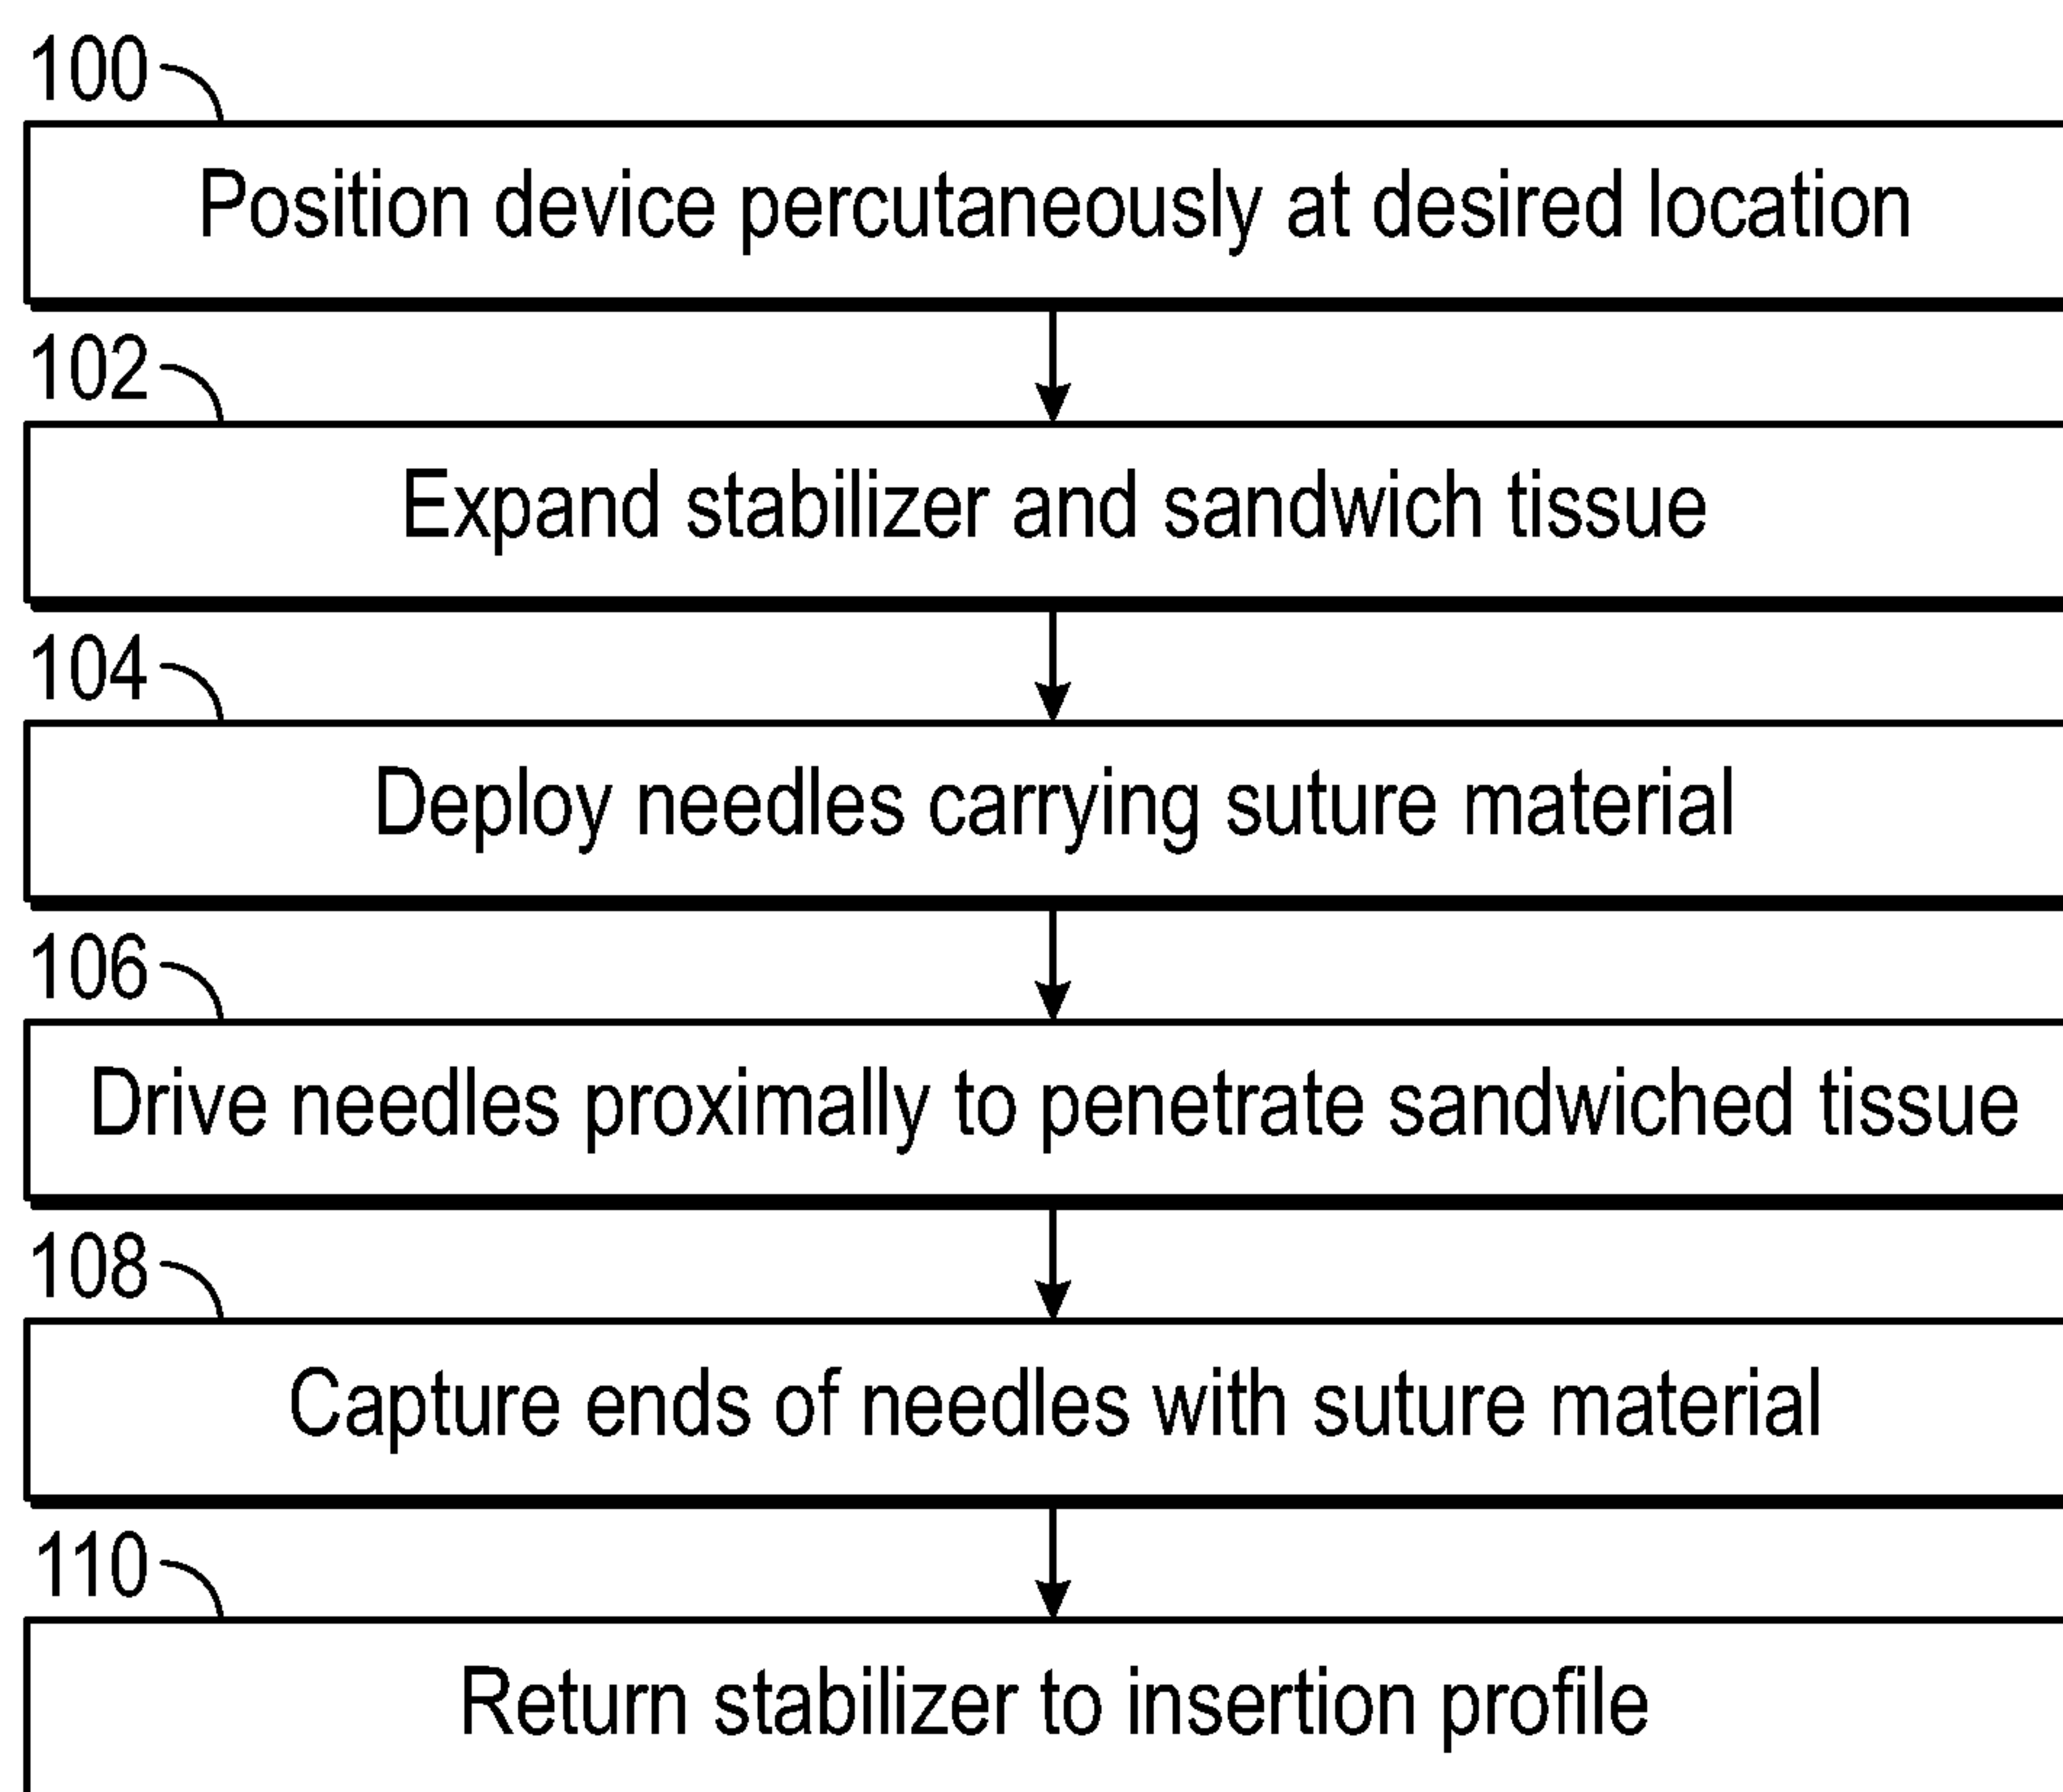 100
Position device percutaneously at desired location
102
Expand stabilizer and sandwich tissue
104
Deploy needles carrying suture material
106
Drive needles proximally to penetrate sandwiched tissue
108
Capture ends of needles with suture material
110
Return stabilizer to insertion profile